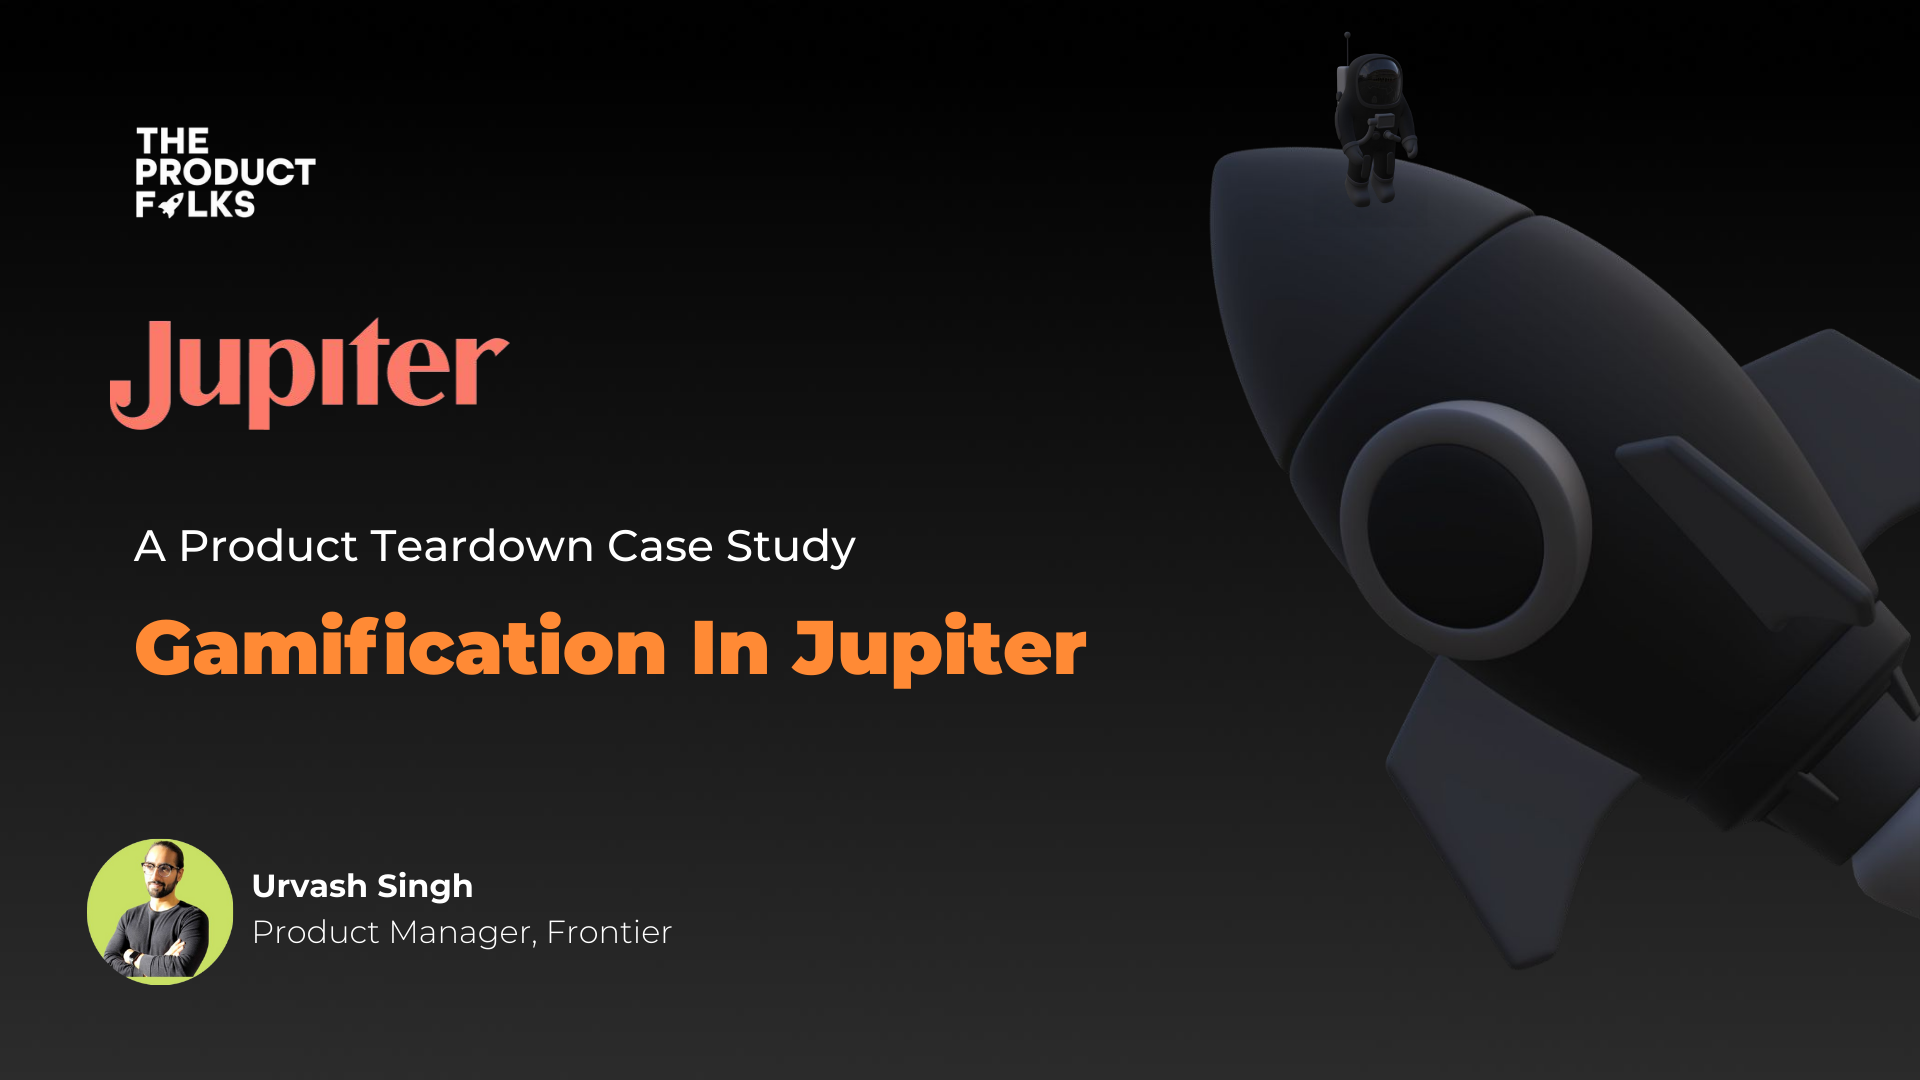 THE
PRODUCT
FOLKS
Jupiter
A Product Teardown Case Study
Gamification In Jupiter
Urvash Singh
Product Manager, Frontier